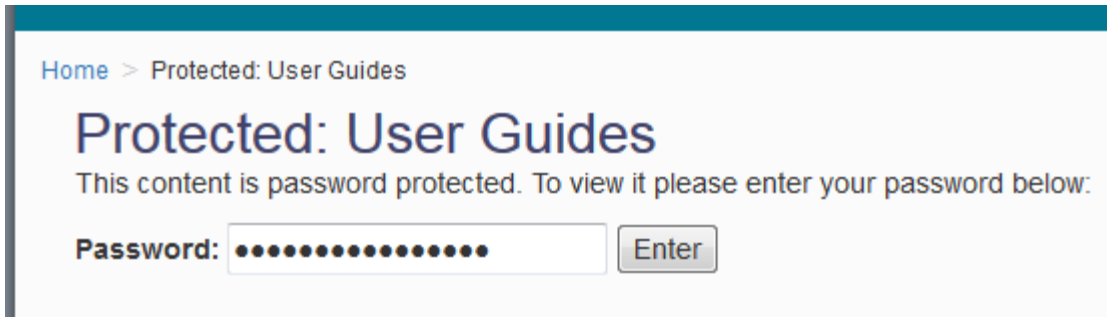 Home > Protected: User Guides
Protected: User Guides
This content is password protected. To view it please enter your password below:
Password: ●●●●●●●●●●●●●●●● Enter